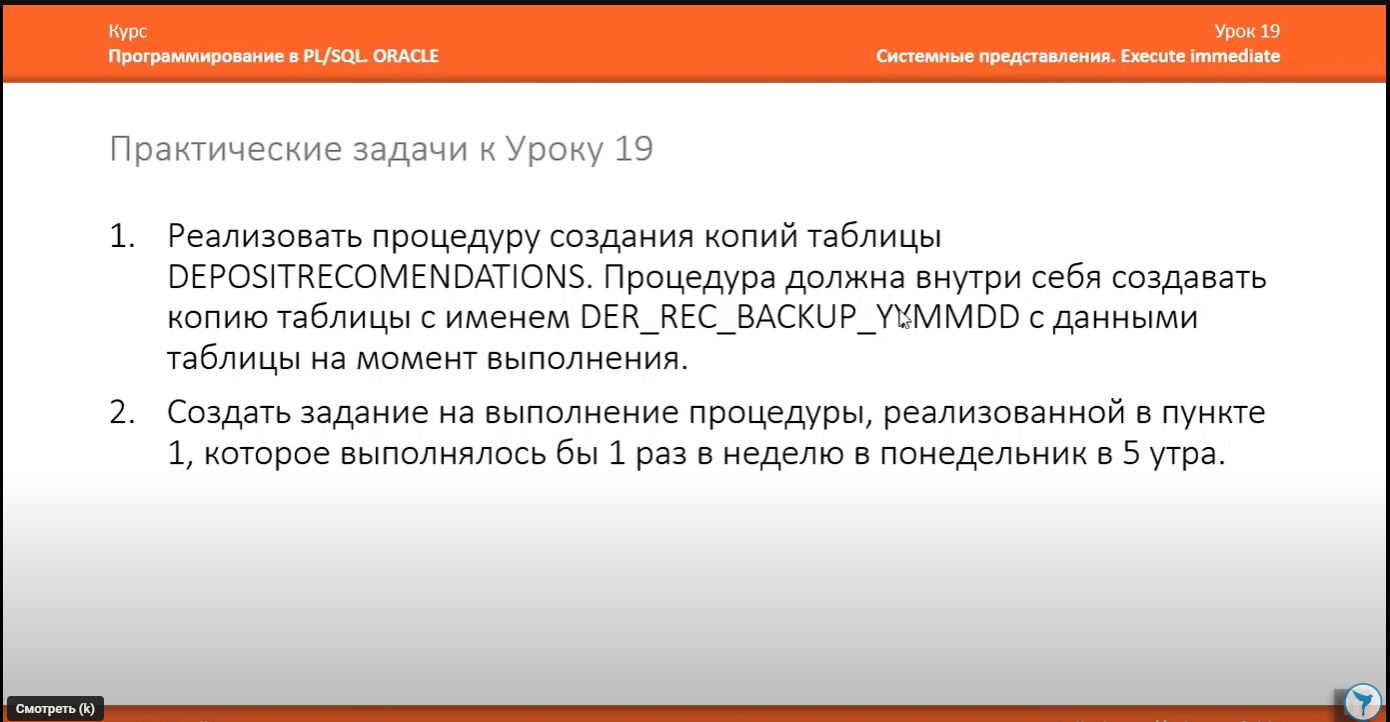 Курс
Программирование в PL/SQL. ORACLE
Урок 19
Системные представления. Execute immediate
Практические задачи к Уроку 19
1. Реализовать процедуру создания копий таблицы
DEPOSITRECOMENDATIONS. Процедура должна внутри себя создавать
копию таблицы с именем DER_REC_BACKUP_YYMMDD с данными
таблицы на момент выполнения.
2. Создать задание на выполнение процедуры, реализованной в пункте
1, которое выполнялось бы 1 раз в неделю в понедельник в 5 утра.
Смотреть (k)